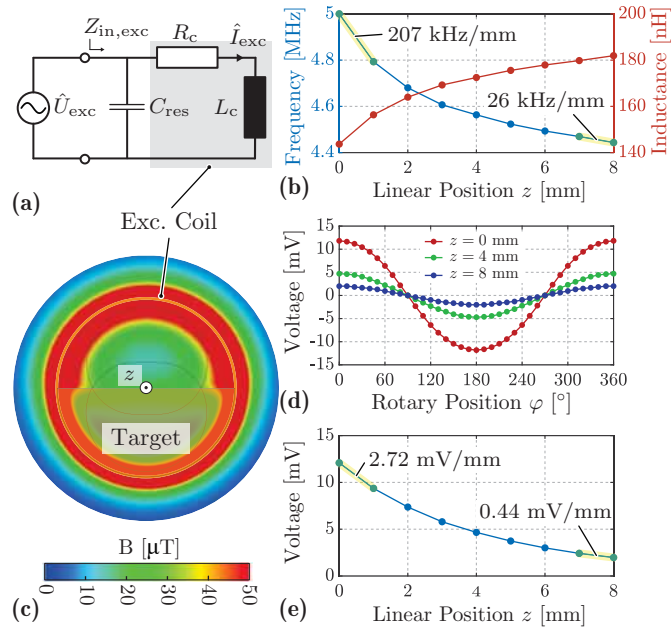 Z_in,exc
R_c
Î_exc
Û_exc
C_res
L_c
(a)
Exc. Coil
z
Target
B [μT]
0 10 20 30 40 50
(c)
Frequency [MHz]
5
4.8
4.6
4.4
207 kHz/mm
26 kHz/mm
200
180
160
140
Inductance [nH]
0 2 4 6 8
(b) Linear Position z [mm]
Voltage [mV]
15
10
5
0
-5
-10
-15
z = 0 mm
z = 4 mm
z = 8 mm
0 60 120 180 240 300 360
(d) Rotary Position φ [°]
Voltage [mV]
15
10
5
0
2.72 mV/mm
0.44 mV/mm
0 2 4 6 8
(e) Linear Position z [mm]